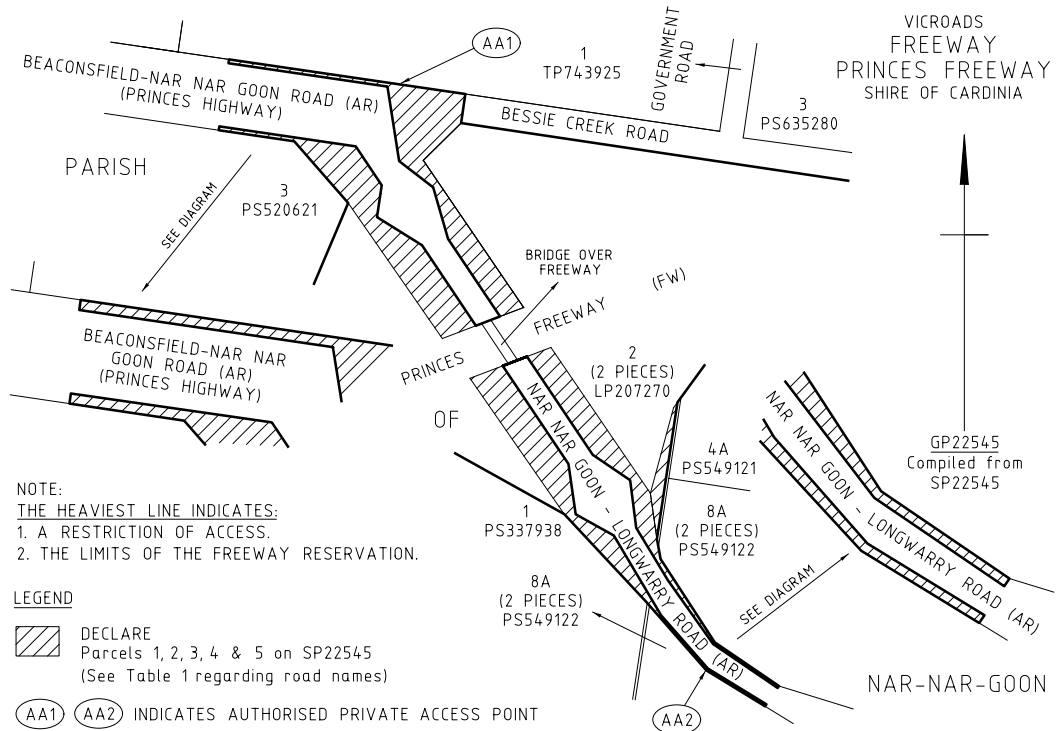 VICROADS
FREEWAY
PRINCES FREEWAY
SHIRE OF CARDINIA
AA1
1
TP743925
GOVERNMENT
ROAD
3
PS635280
BEACONSFIELD-NAR NAR GOON ROAD (AR)
(PRINCES HIGHWAY)
BESSIE CREEK ROAD
PARISH
3
PS520621
SEE DIAGRAM
BRIDGE OVER
FREEWAY
PRINCES
FREEWAY
(FW)
BEACONSFIELD-NAR NAR
GOON ROAD (AR)
(PRINCES HIGHWAY)
OF
2
(2 PIECES)
LP207270
NAR NAR GOON - LONGWARRY ROAD (AR)
4A
PS549121
8A
(2 PIECES)
PS549122
NAR NAR GOON - LONGWARRY ROAD (AR)
GP22545
Compiled from
SP22545
1
PS337938
8A
(2 PIECES)
PS549122
SEE DIAGRAM
NAR-NAR-GOON
AA2
NOTE:
THE HEAVIEST LINE INDICATES:
1. A RESTRICTION OF ACCESS.
2. THE LIMITS OF THE FREEWAY RESERVATION.
LEGEND
DECLARE
Parcels 1, 2, 3, 4 & 5 on SP22545
(See Table 1 regarding road names)
AA1 AA2 INDICATES AUTHORISED PRIVATE ACCESS POINT